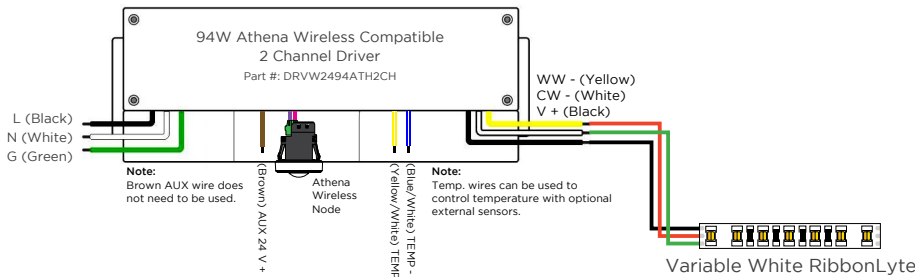 94W Athena Wireless Compatible
2 Channel Driver
Part #: DRVW2494ATH2CH
WW - (Yellow)
CW - (White)
V + (Black)
L (Black)
N (White)
G (Green)
Note:
Brown AUX wire does
not need to be used.
(Brown) AUX 24 V +
Athena
Wireless
Node
(Yellow/White) TEMP
(Blue/White) TEMP -
Note:
Temp. wires can be used to
control temperature with optional
external sensors.
Variable White RibbonLyte